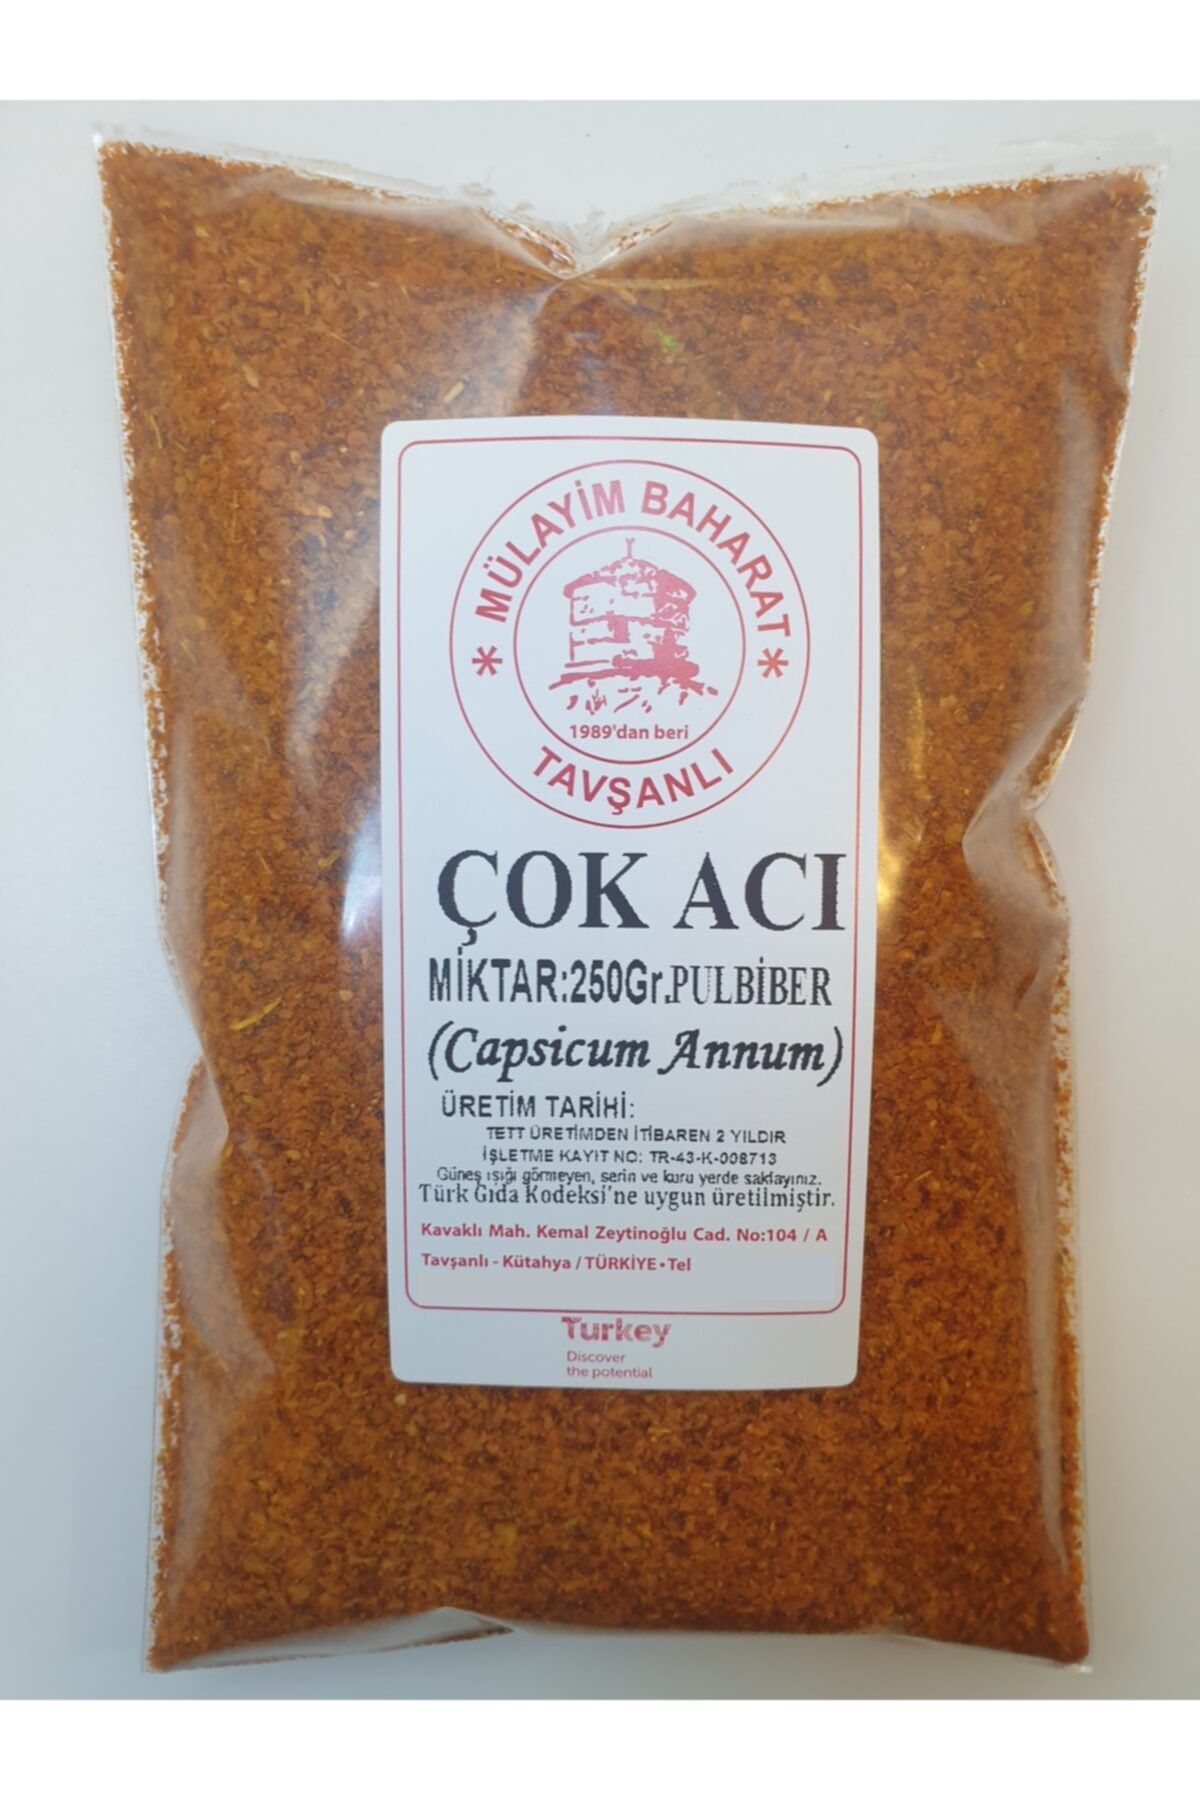 * MÜLAYİM BAHARAT *
1989'dan beri
TAVŞANLI
ÇOK ACI
MİKTAR:250Gr.PULBİBER
(Capsicum Annum)
ÜRETİM TARİHİ:
TETT ÜRETİMDEN İTİBAREN 2 YILDIR
İŞLETME KAYIT NO: TR-43-K-008713
Güneş ışığı görmeyen, serin ve kuru yerde saklayınız.
Türk Gıda Kodeksi'ne uygun üretilmiştir.
Kavaklı Mah. Kemal Zeytinoğlu Cad. No:104 / A
Tavşanlı - Kütahya / TÜRKİYE • Tel
Turkey
Discover
the potential